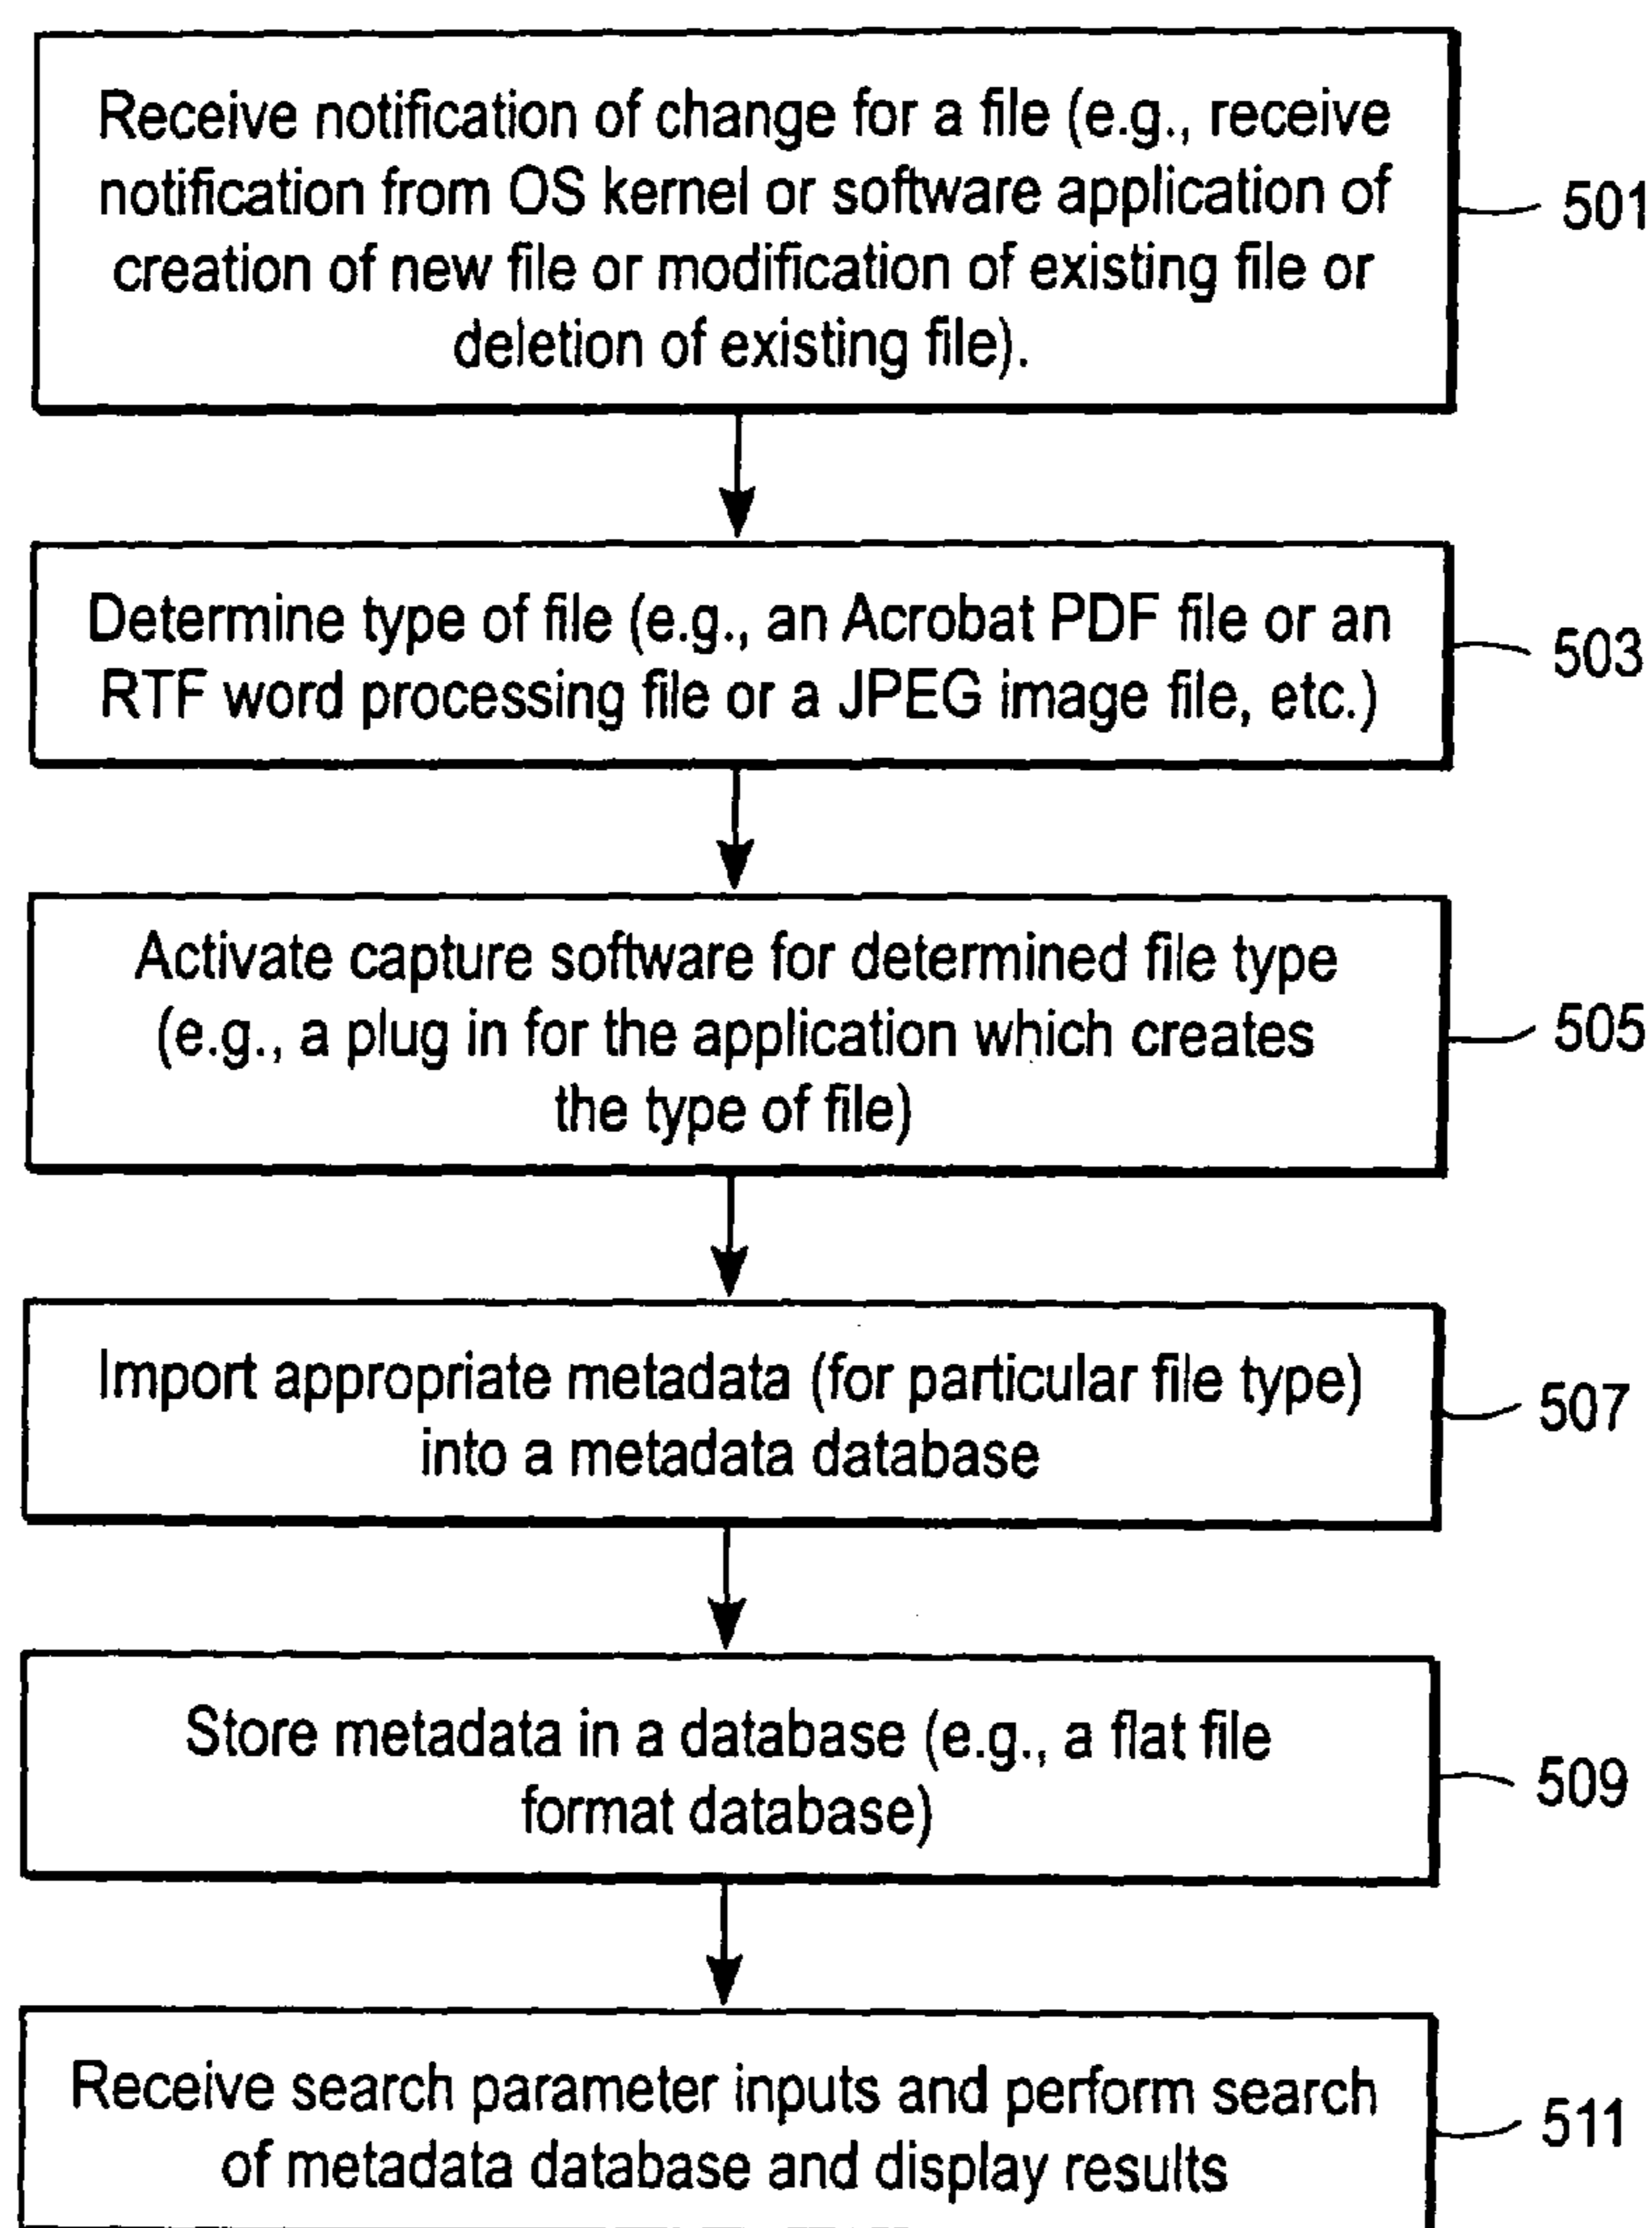 Receive notification of change for a file (e.g., receive
notification from OS kernel or software application of
creation of new file or modification of existing file or
deletion of existing file).
501
Determine type of file (e.g., an Acrobat PDF file or an
RTF word processing file or a JPEG image file, etc.)
503
Activate capture software for determined file type
(e.g., a plug in for the application which creates
the type of file)
505
Import appropriate metadata (for particular file type)
into a metadata database
507
Store metadata in a database (e.g., a flat file
format database)
509
Receive search parameter inputs and perform search
of metadata database and display results
511